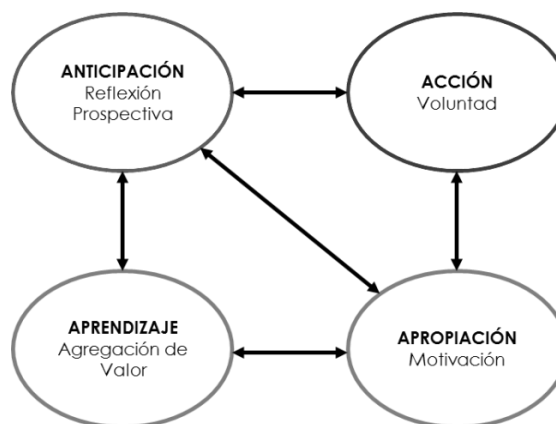 ANTICIPACIÓN
Reflexión
Prospectiva
ACCIÓN
Voluntad
APRENDIZAJE
Agregación de
Valor
APROPIACIÓN
Motivación